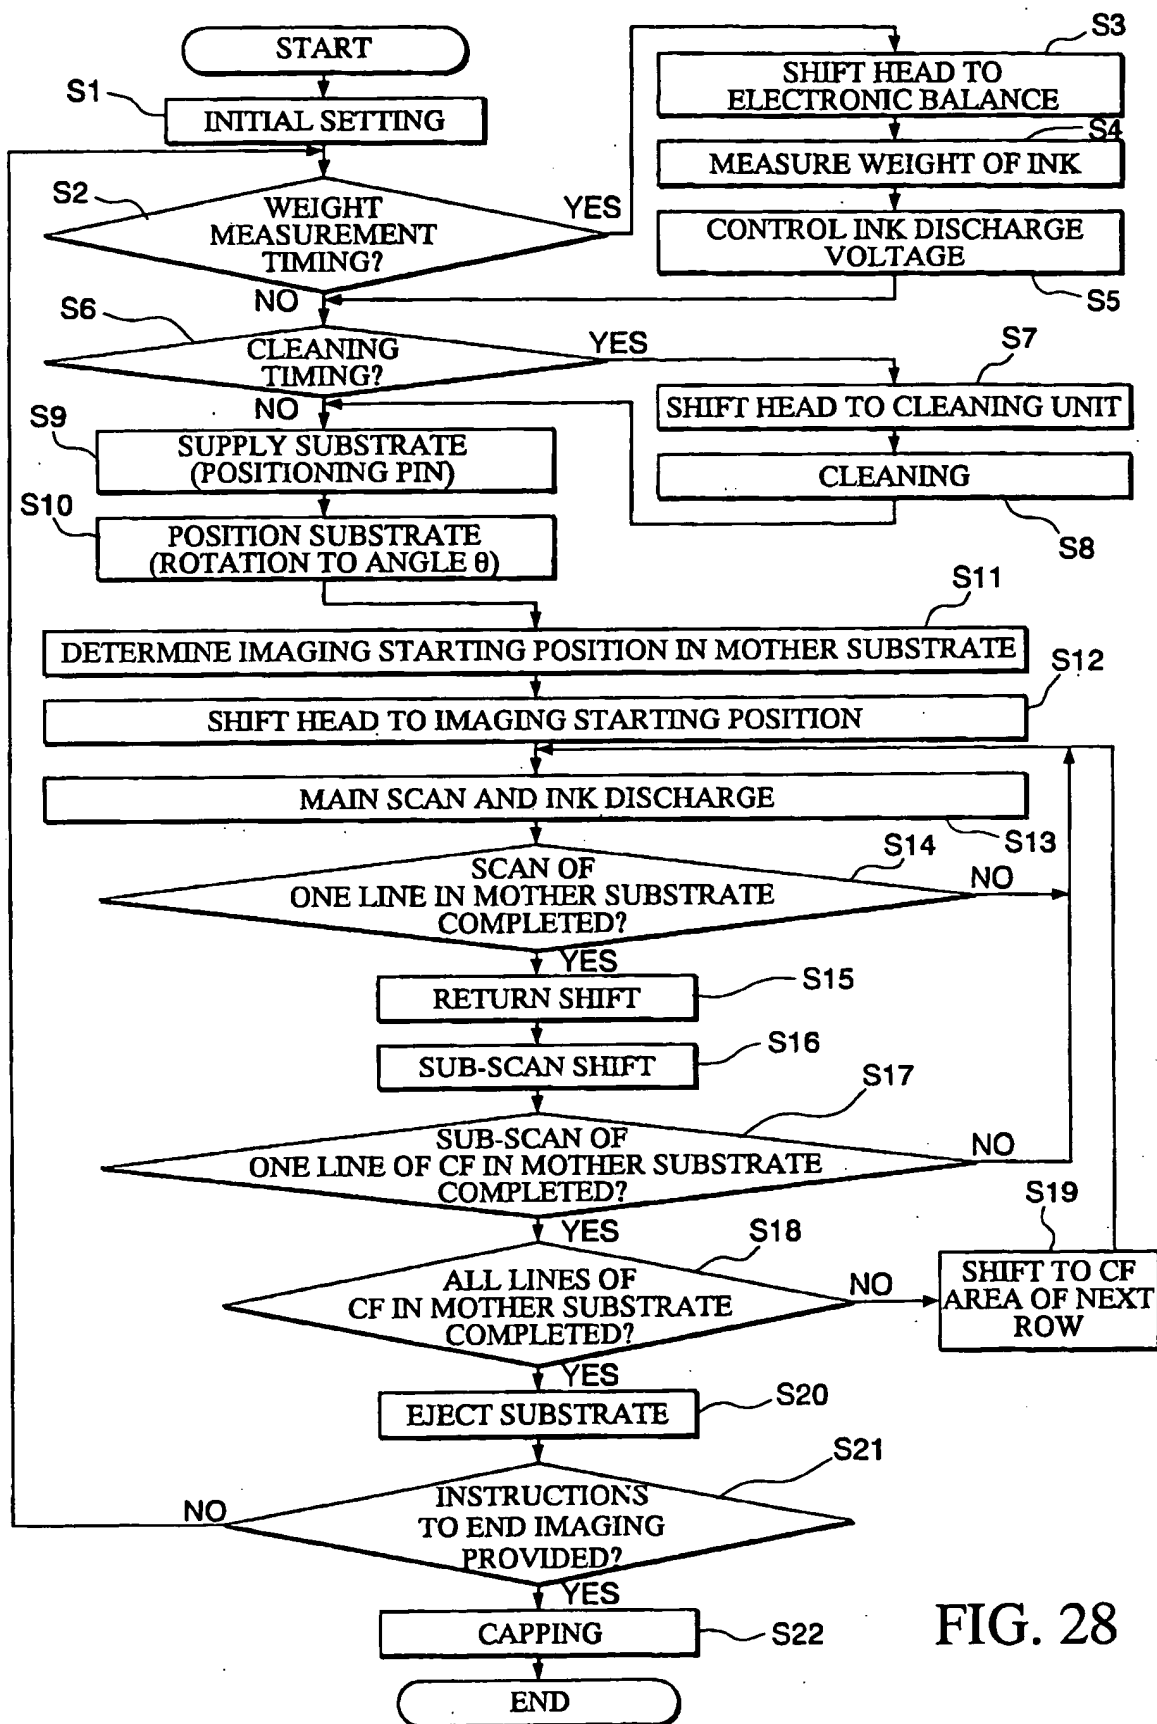 START
S1
INITIAL SETTING
S2
WEIGHT
MEASUREMENT
TIMING?
YES
NO
S3
SHIFT HEAD TO
ELECTRONIC BALANCE
S4
MEASURE WEIGHT OF INK
CONTROL INK DISCHARGE
VOLTAGE
S5
S6
CLEANING
TIMING?
YES
NO
S7
SHIFT HEAD TO CLEANING UNIT
CLEANING
S8
S9
SUPPLY SUBSTRATE
(POSITIONING PIN)
S10
POSITION SUBSTRATE
(ROTATION TO ANGLE θ)
S11
DETERMINE IMAGING STARTING POSITION IN MOTHER SUBSTRATE
S12
SHIFT HEAD TO IMAGING STARTING POSITION
MAIN SCAN AND INK DISCHARGE
S13
S14
SCAN OF
ONE LINE IN MOTHER SUBSTRATE
COMPLETED?
NO
YES
RETURN SHIFT
S15
SUB-SCAN SHIFT
S16
S17
SUB-SCAN OF
ONE LINE OF CF IN MOTHER SUBSTRATE
COMPLETED?
NO
YES
S18
ALL LINES OF
CF IN MOTHER SUBSTRATE
COMPLETED?
NO
S19
SHIFT TO CF
AREA OF NEXT
ROW
YES
EJECT SUBSTRATE
S20
S21
INSTRUCTIONS
TO END IMAGING
PROVIDED?
NO
YES
CAPPING
S22
END
FIG. 28